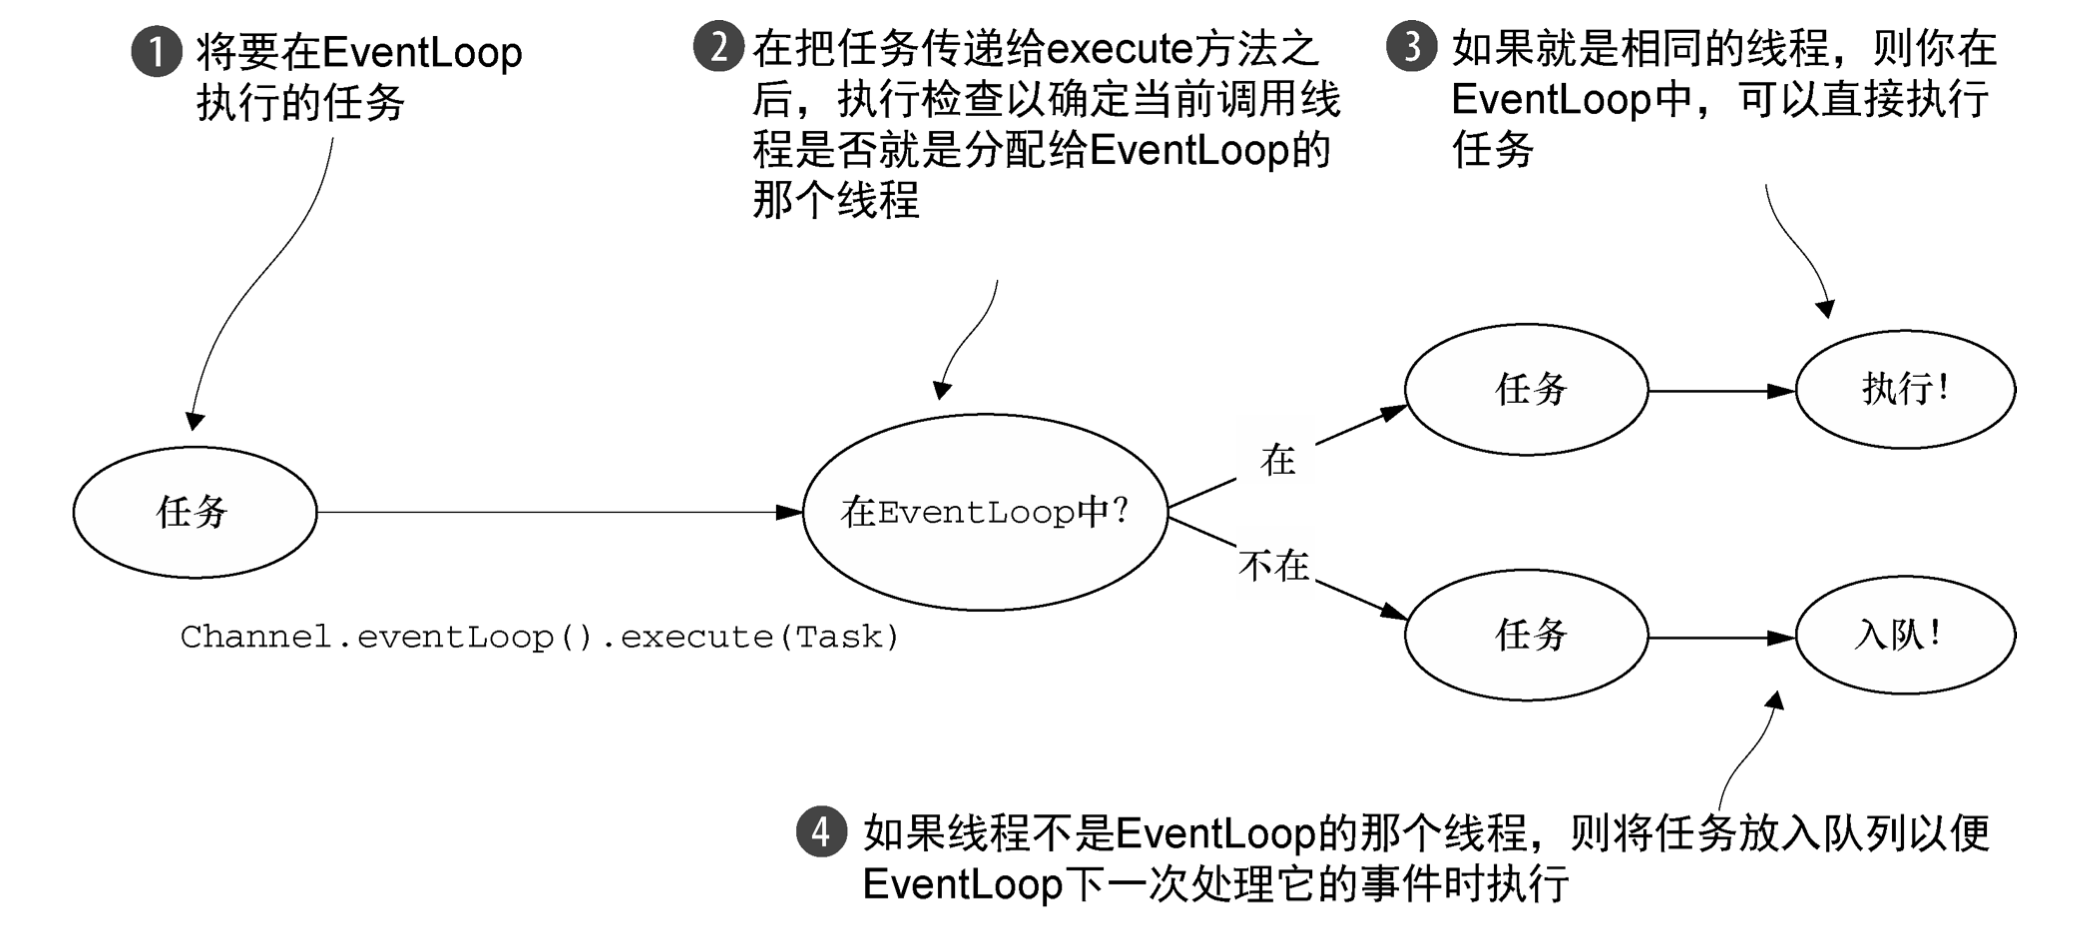 1 将要在EventLoop
执行的任务
2 在把任务传递给execute方法之
后，执行检查以确定当前调用线
程是否就是分配给EventLoop的
那个线程
3 如果就是相同的线程，则你在
EventLoop中，可以直接执行
任务
任务
Channel.eventLoop().execute(Task)
在EventLoop中?
在
任务
执行!
不在
任务
入队!
4 如果线程不是EventLoop的那个线程，则将任务放入队列以便
EventLoop下一次处理它的事件时执行